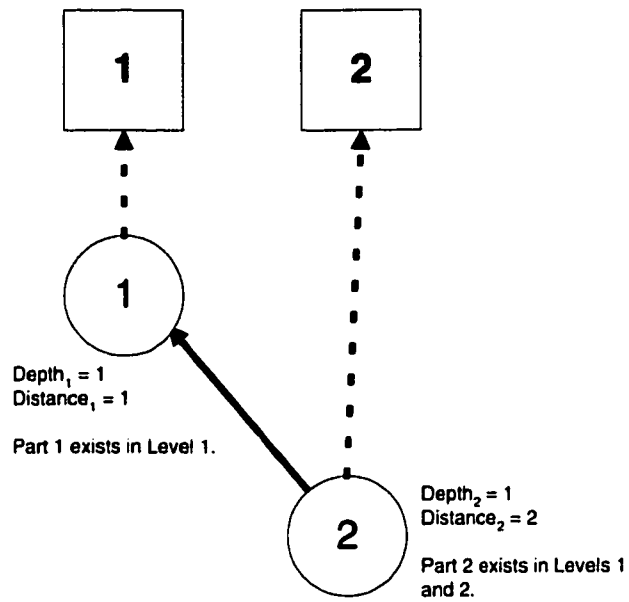 1
2
1
Depth₁ = 1
Distance₁ = 1
Part 1 exists in Level 1.
2
Depth₂ = 1
Distance₂ = 2
Part 2 exists in Levels 1
and 2.